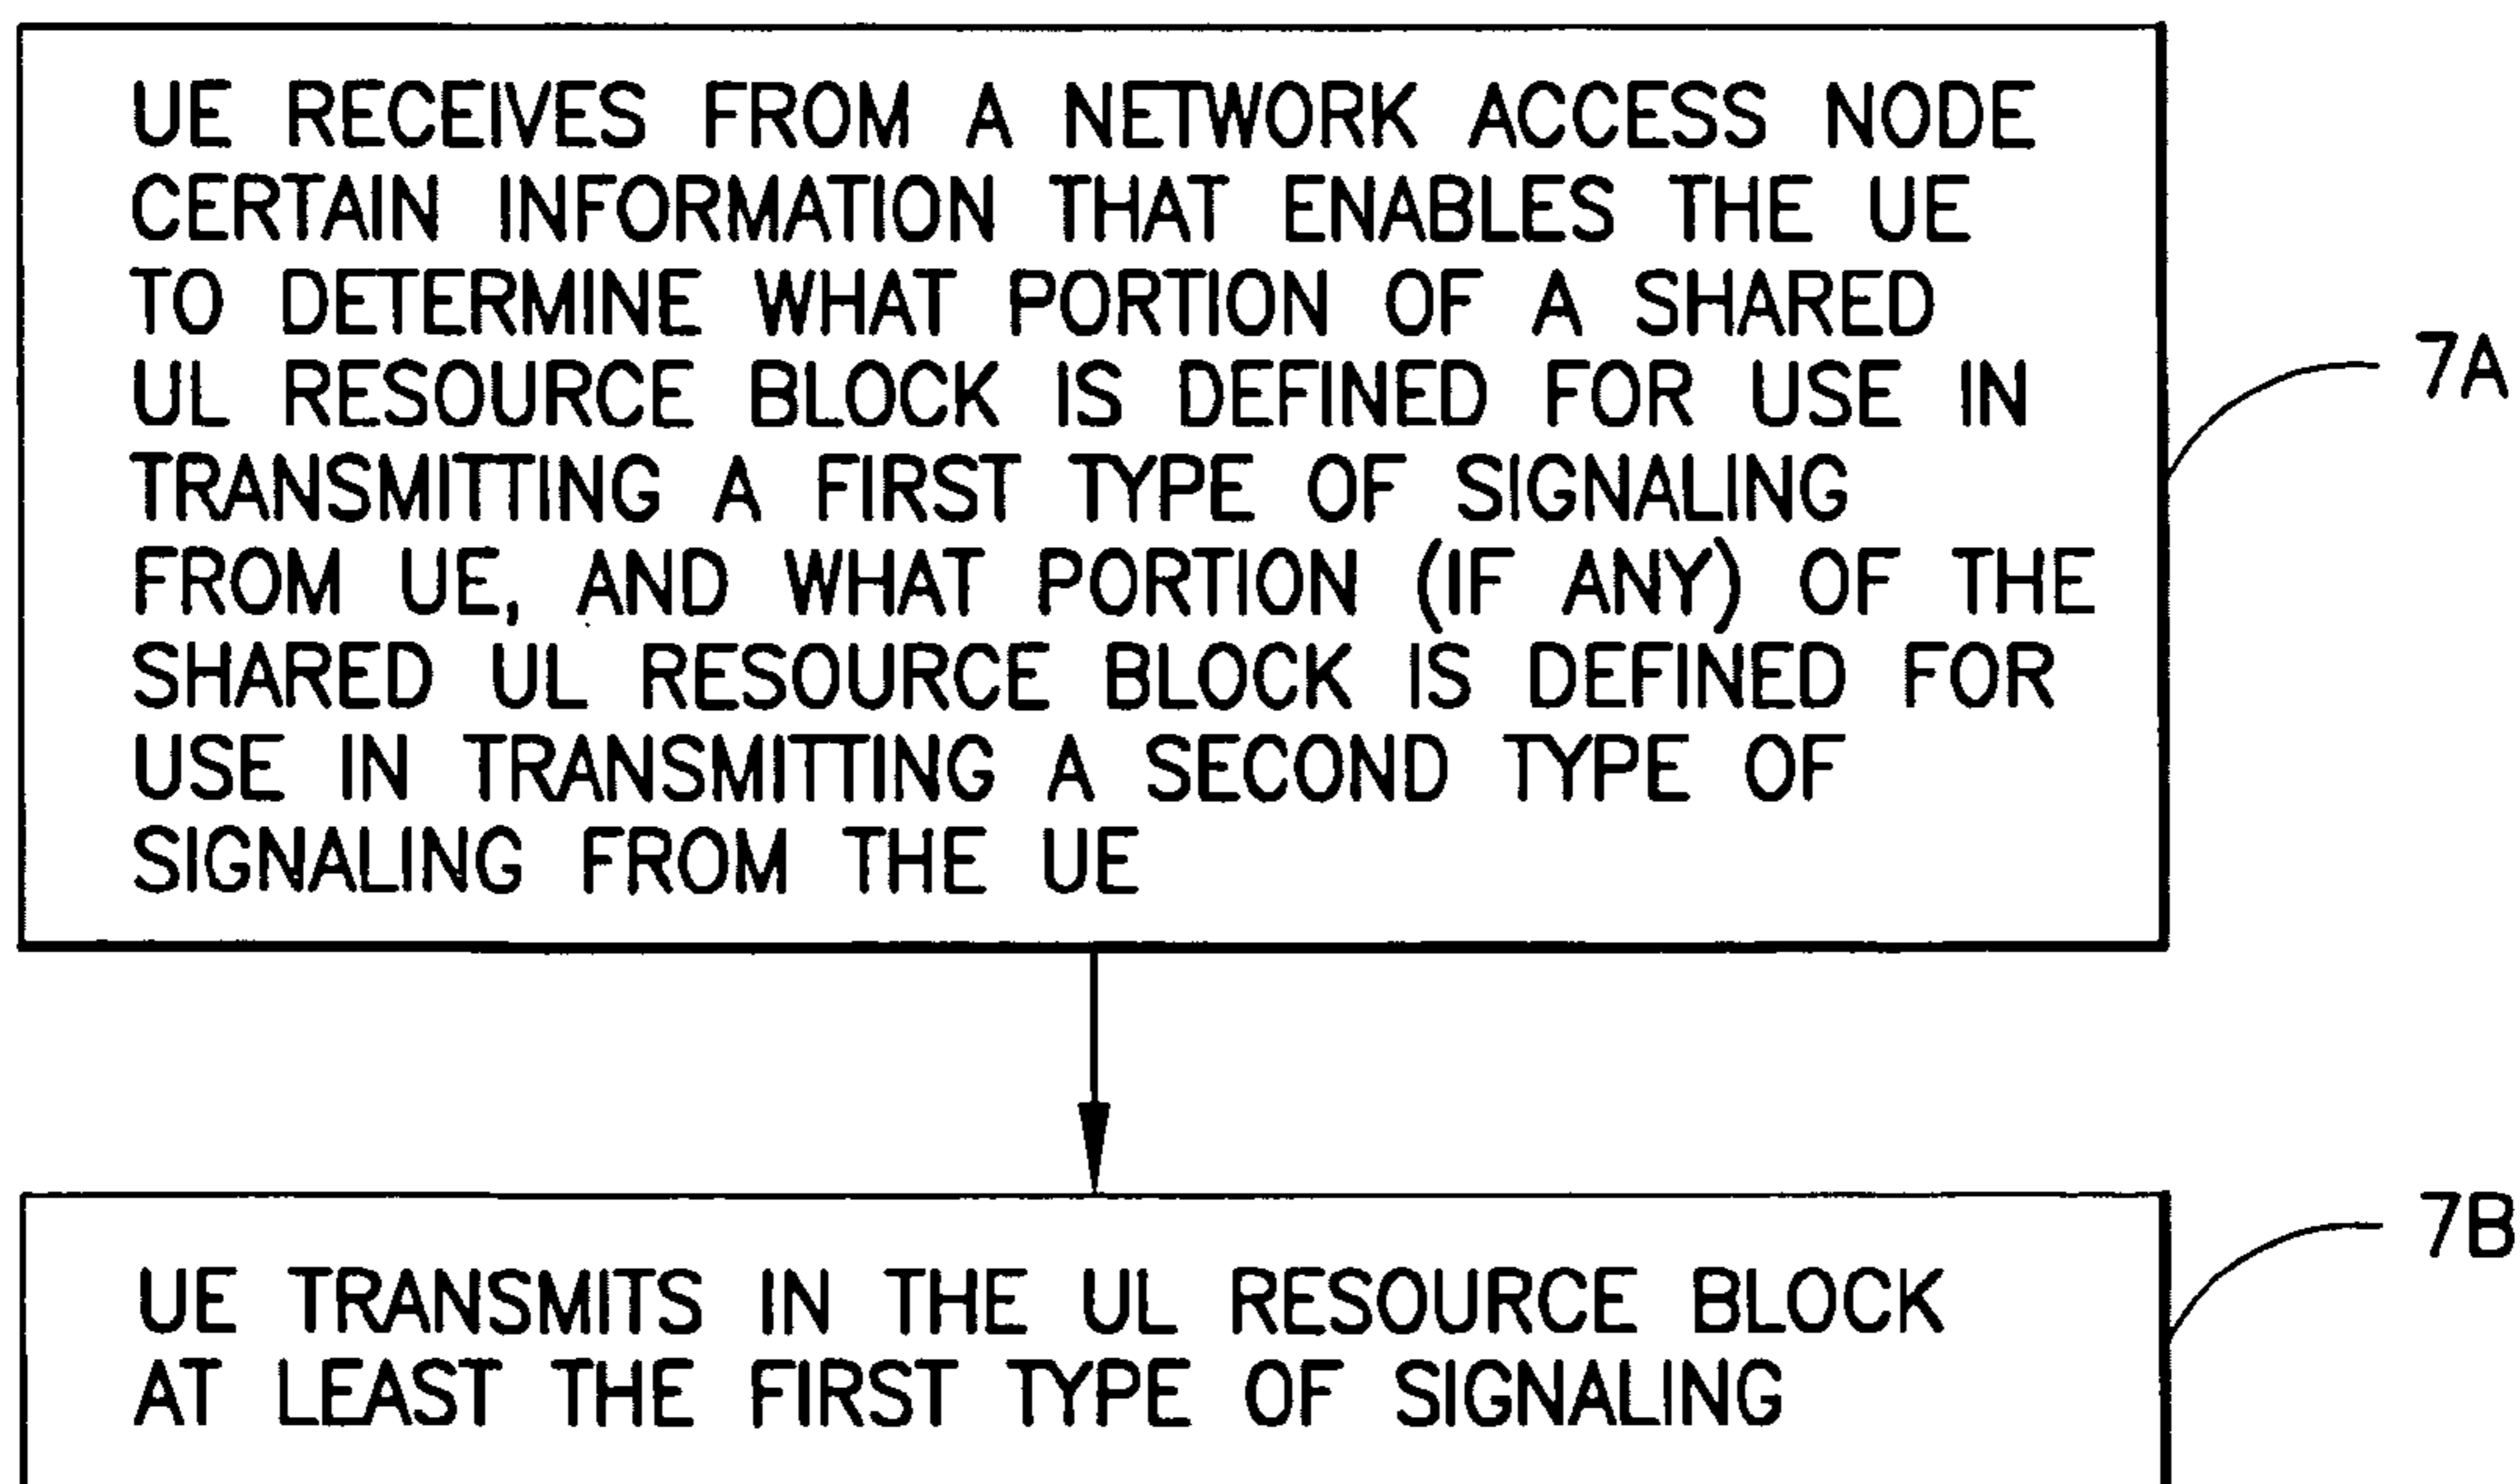 UE RECEIVES FROM A NETWORK ACCESS NODE
CERTAIN INFORMATION THAT ENABLES THE UE
TO DETERMINE WHAT PORTION OF A SHARED
UL RESOURCE BLOCK IS DEFINED FOR USE IN
TRANSMITTING A FIRST TYPE OF SIGNALING
FROM UE, AND WHAT PORTION (IF ANY) OF THE
SHARED UL RESOURCE BLOCK IS DEFINED FOR
USE IN TRANSMITTING A SECOND TYPE OF
SIGNALING FROM THE UE
7A
UE TRANSMITS IN THE UL RESOURCE BLOCK
AT LEAST THE FIRST TYPE OF SIGNALING
7B